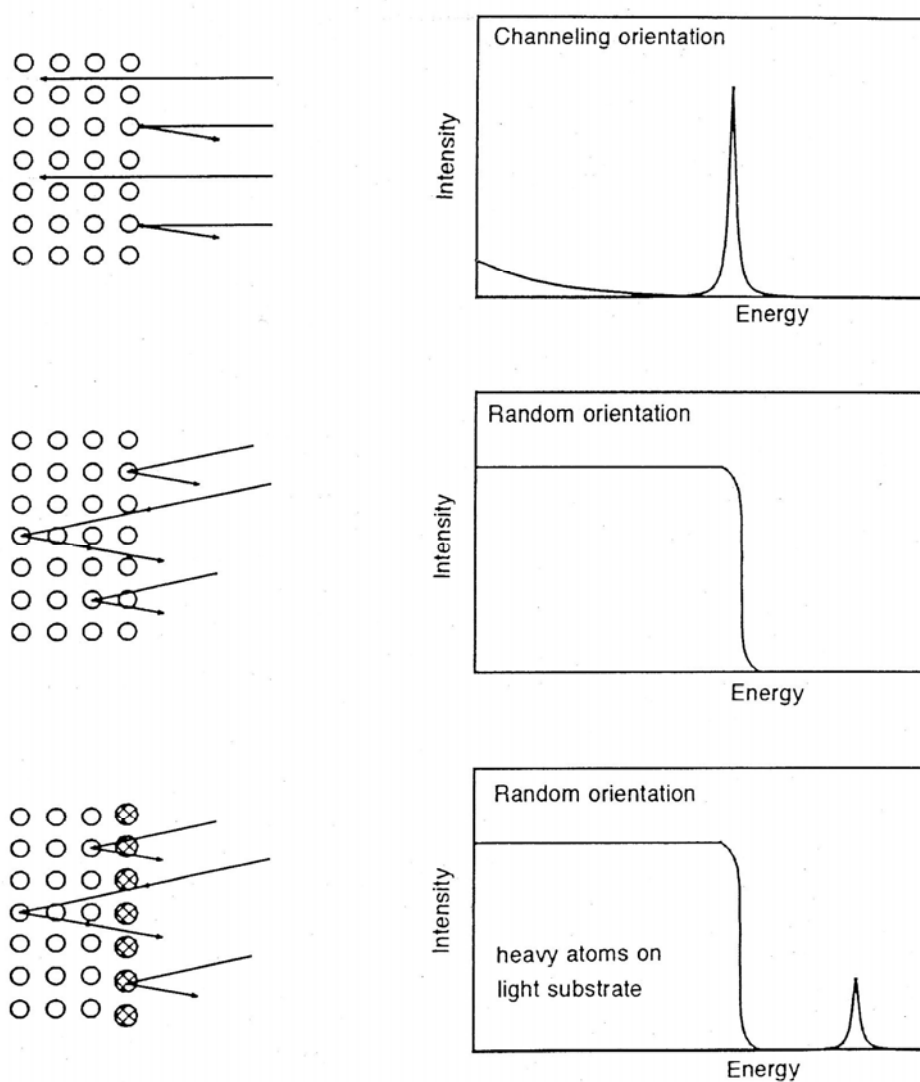 Channeling orientation
Intensity
Energy
Random orientation
Intensity
Energy
Random orientation
Intensity
heavy atoms on
light substrate
Energy